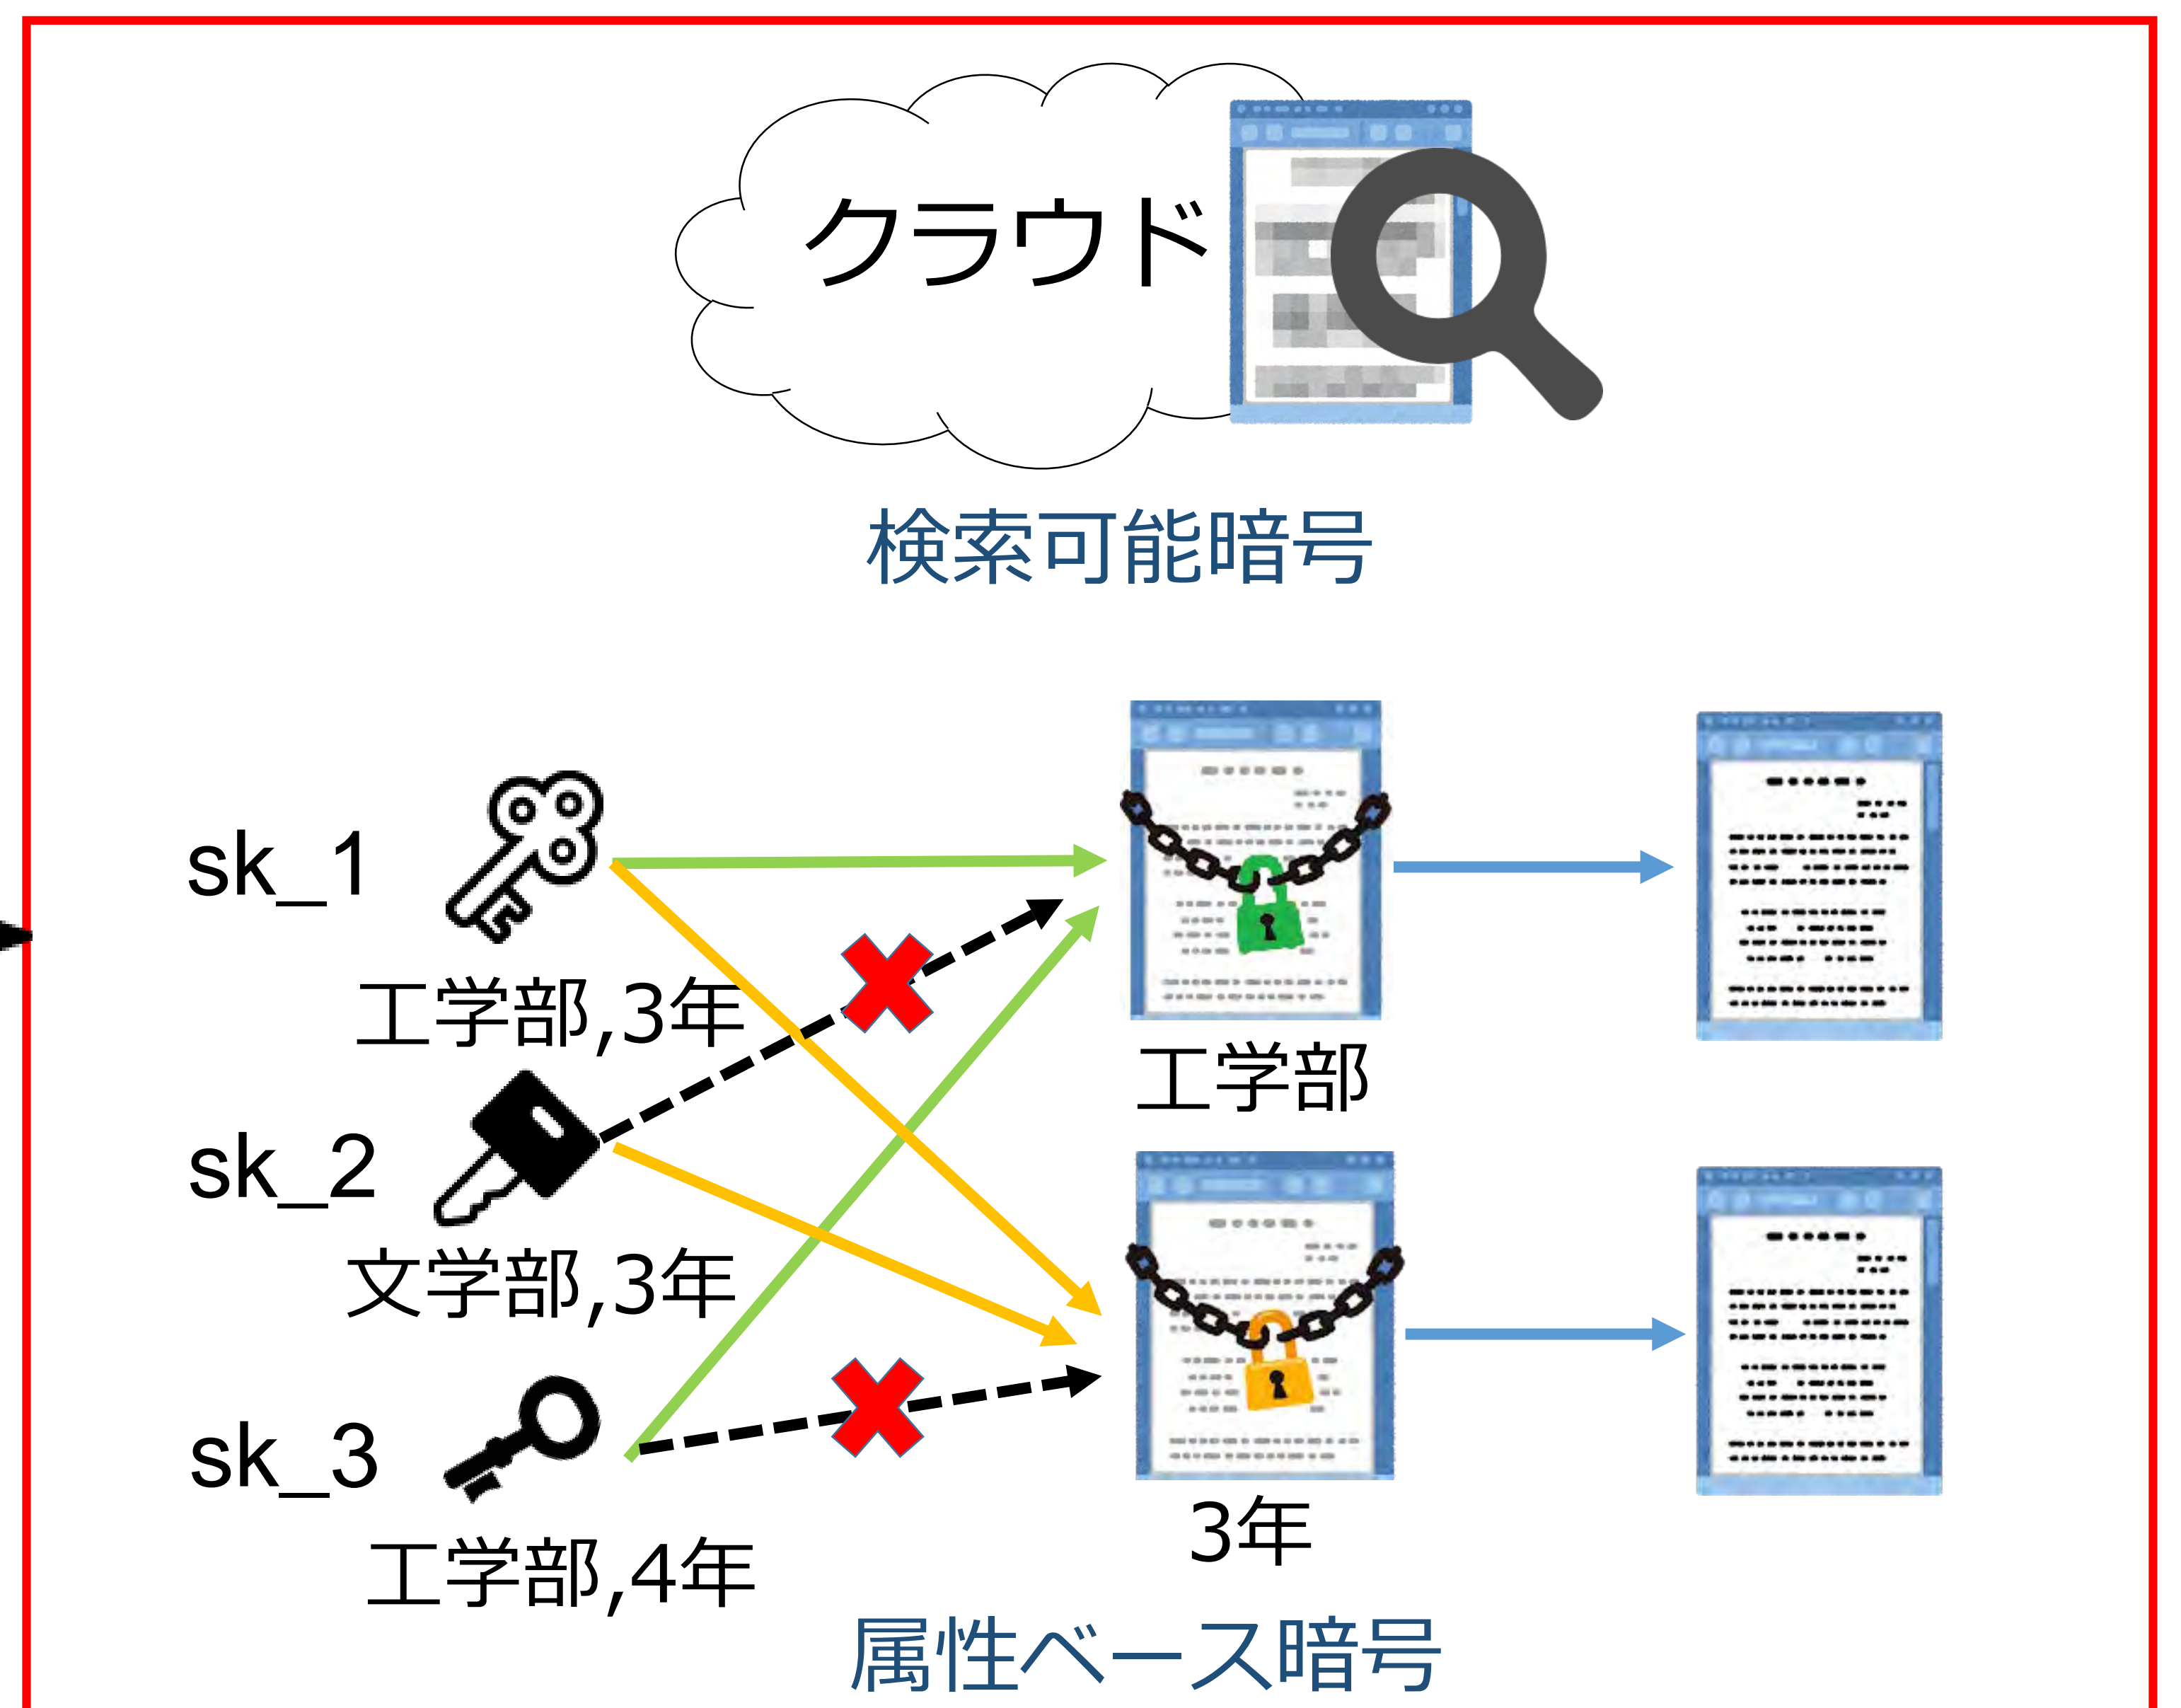 クラウド
検索可能暗号
sk_1
工学部,3年
sk_2
文学部,3年
sk_3
工学部,4年
工学部
3年
属性ベース暗号